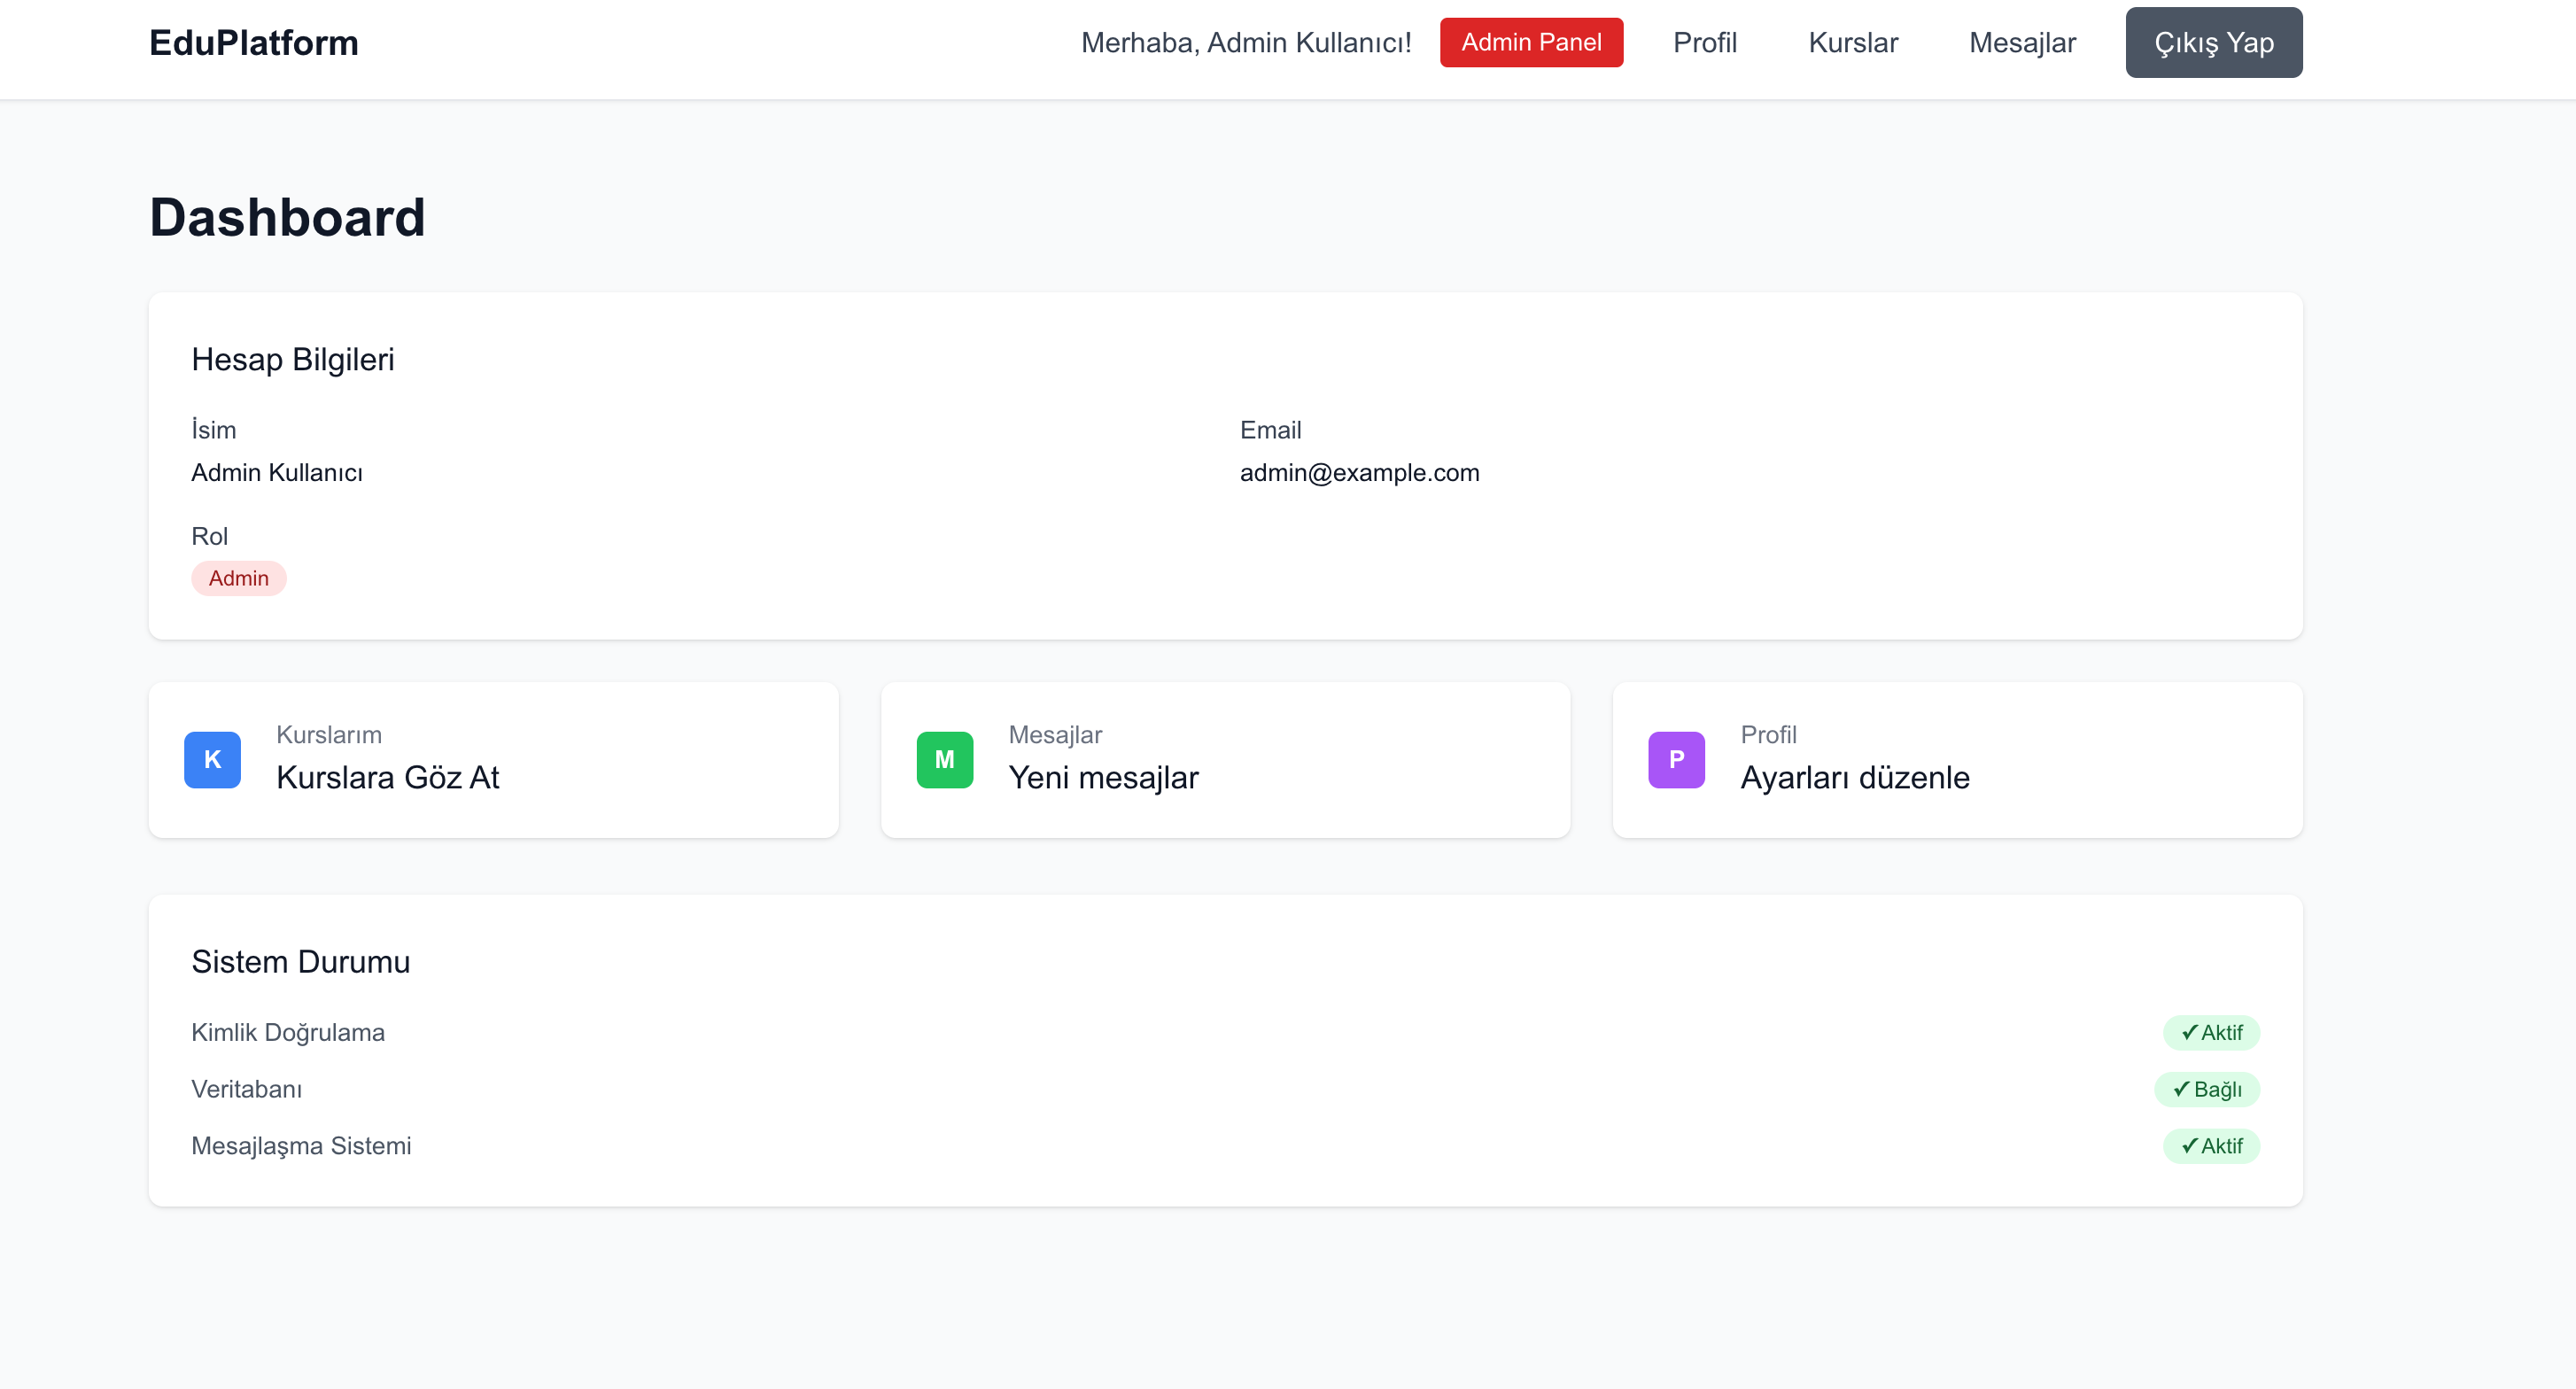 EduPlatform
Merhaba, Admin Kullanıcı!
Admin Panel
Profil
Kurslar
Mesajlar
Çıkış Yap
Dashboard
Hesap Bilgileri
İsim
Admin Kullanıcı
Email
admin@example.com
Rol
Admin
K
Kurslarım
Kurslara Göz At
M
Mesajlar
Yeni mesajlar
P
Profil
Ayarları düzenle
Sistem Durumu
Kimlik Doğrulama
✓ Aktif
Veritabanı
✓ Bağlı
Mesajlaşma Sistemi
✓ Aktif